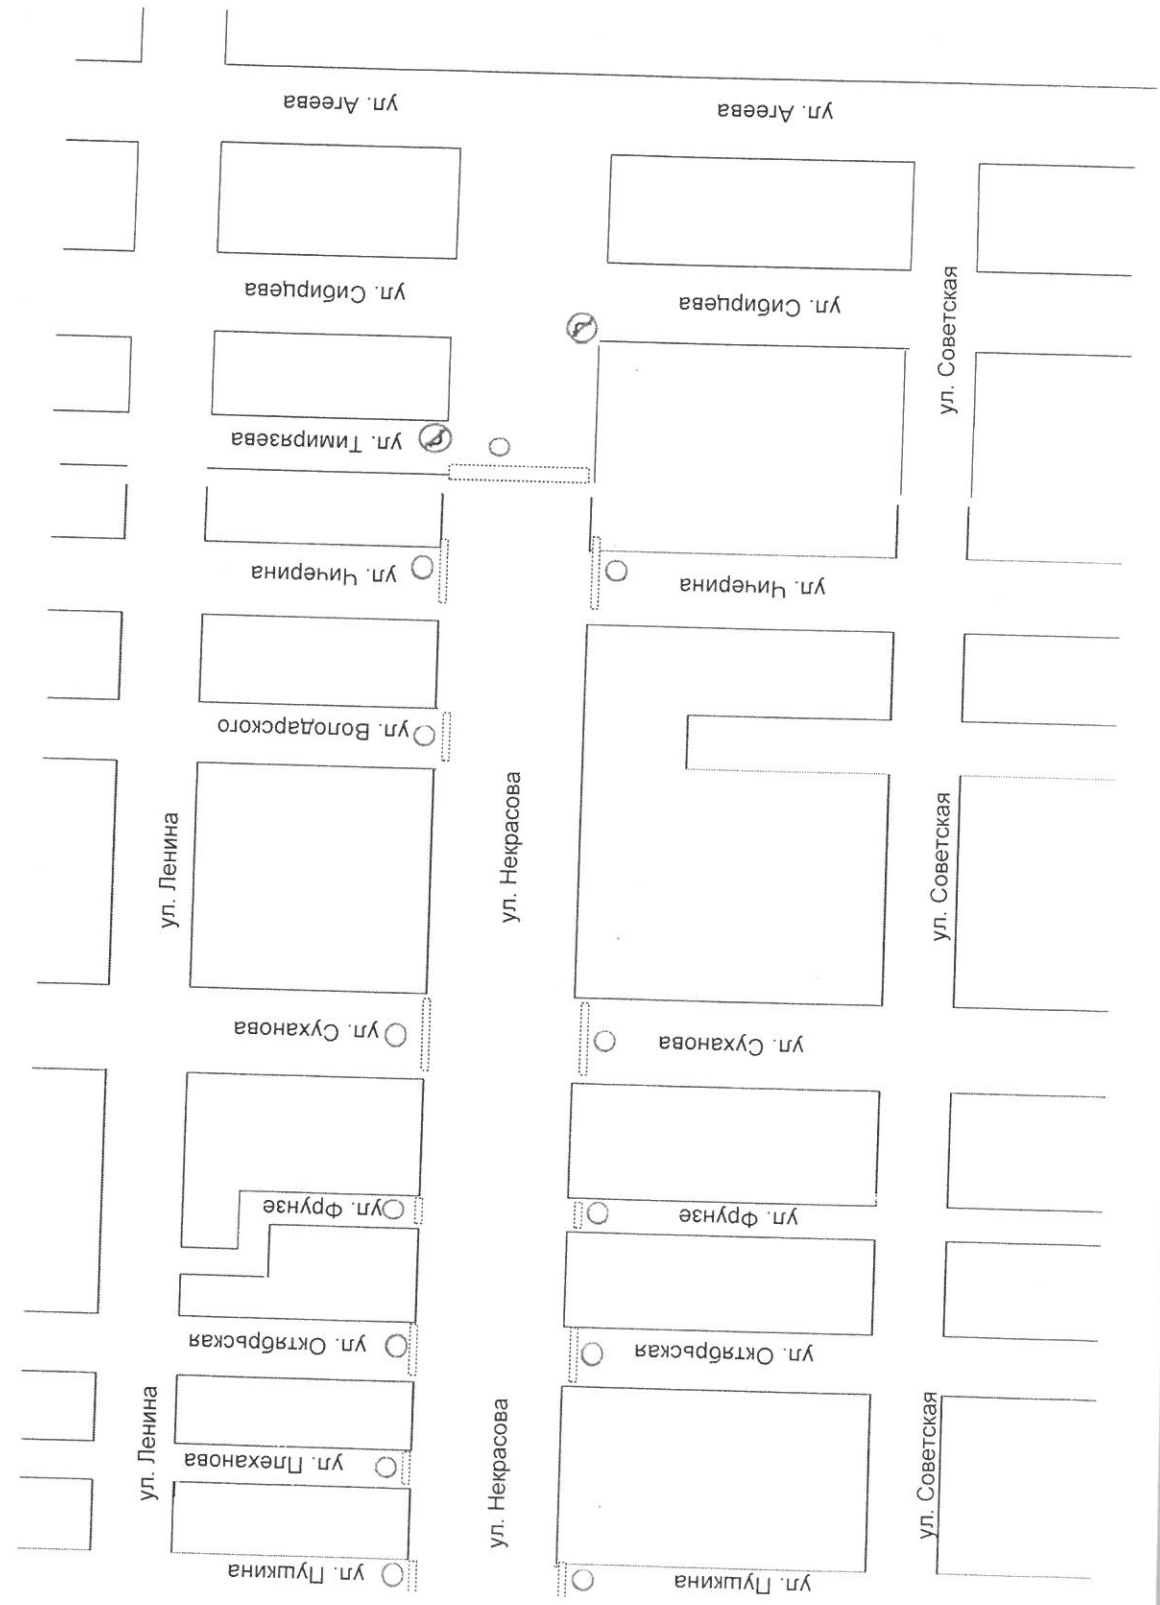 ул. Агеева
ул. Агеева
ул. Сибирцева
ул. Сибирцева
ул. Советская
ул. Тимирязева
ул. Чичерина
ул. Чичерина
ул. Володарского
ул. Ленина
ул. Некрасова
ул. Советская
ул. Суханова
ул. Суханова
ул. Фрунзе
ул. Фрунзе
ул. Октябрьская
ул. Октябрьская
ул. Ленина
ул. Некрасова
ул. Советская
ул. Плеханова
ул. Пушкина
ул. Пушкина